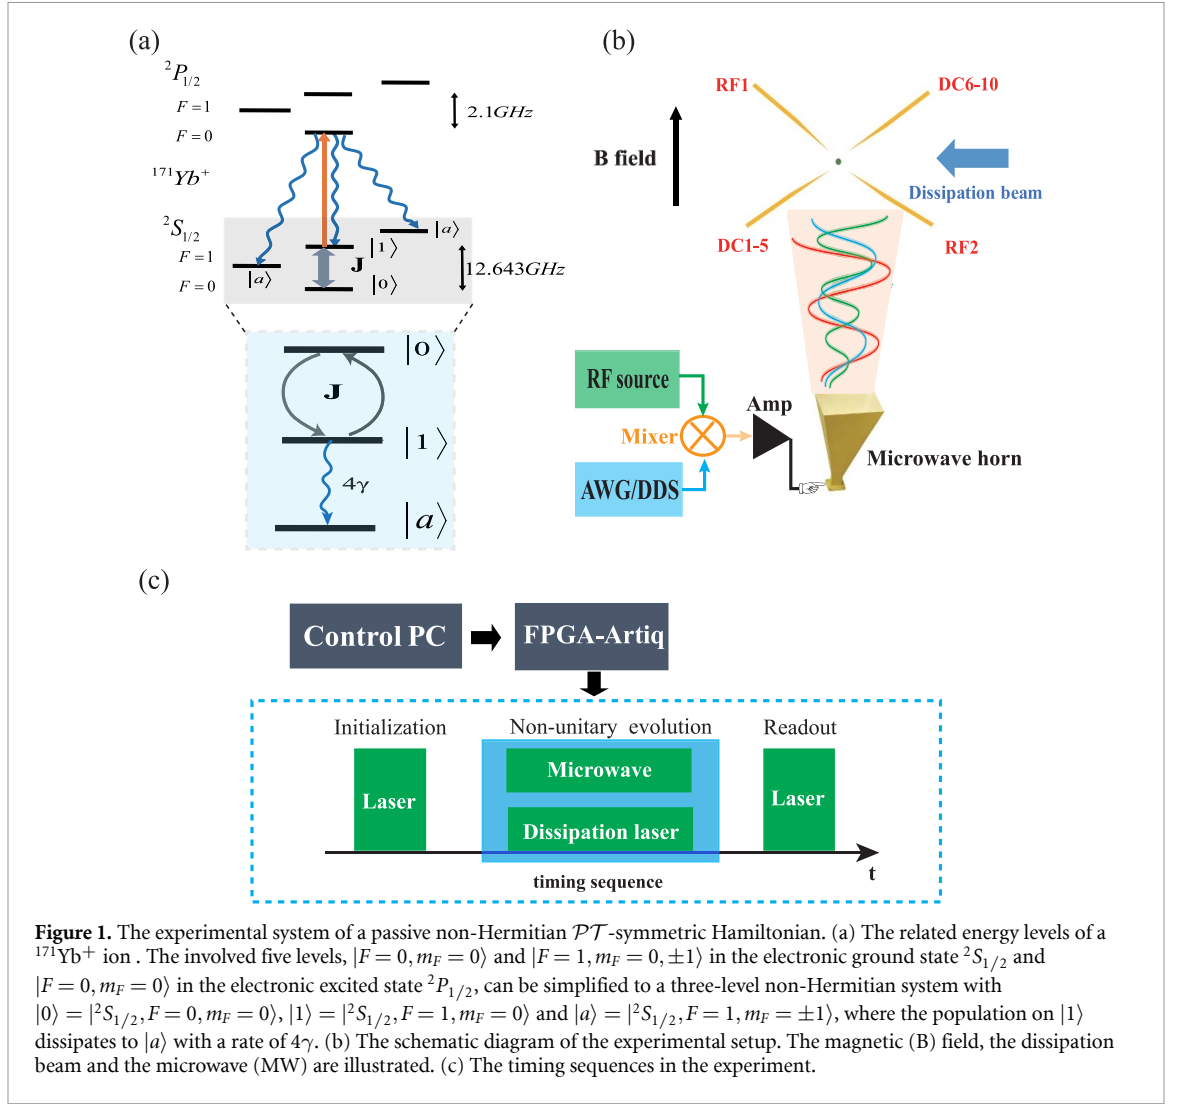 (a)
²P₁/₂
F = 1
2.1GHz
F = 0
¹⁷¹Yb⁺
²S₁/₂
|a⟩
F = 1
|1⟩
J
12.643GHz
|a⟩
F = 0
|0⟩
|0⟩
J
|1⟩
4γ
|a⟩
(b)
RF1
DC6-10
B field
Dissipation beam
DC1-5
RF2
RF source
Amp
Mixer
Microwave horn
AWG/DDS
(c)
Control PC
FPGA-Artiq
Initialization
Non-unitary evolution
Readout
Microwave
Laser
Laser
Dissipation laser
t
timing sequence
Figure 1. The experimental system of a passive non-Hermitian 𝒫𝒯-symmetric Hamiltonian. (a) The related energy levels of a
¹⁷¹Yb⁺ ion . The involved five levels, |F = 0, m_F = 0⟩ and |F = 1, m_F = 0, ±1⟩ in the electronic ground state ²S₁/₂ and
|F = 0, m_F = 0⟩ in the electronic excited state ²P₁/₂, can be simplified to a three-level non-Hermitian system with
|0⟩ = |²S₁/₂, F = 0, m_F = 0⟩, |1⟩ = |²S₁/₂, F = 1, m_F = 0⟩ and |a⟩ = |²S₁/₂, F = 1, m_F = ±1⟩, where the population on |1⟩
dissipates to |a⟩ with a rate of 4γ. (b) The schematic diagram of the experimental setup. The magnetic (B) field, the dissipation
beam and the microwave (MW) are illustrated. (c) The timing sequences in the experiment.